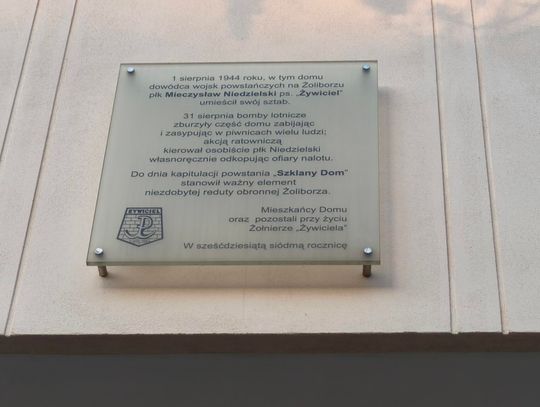 1 sierpnia 1944 roku, w tym domu
dowódca wojsk powstańczych na Żoliborzu
płk Mieczysław Niedzielski ps. „Żywiciel”
umieścił swój sztab.
31 sierpnia bomby lotnicze
zburzyły część domu zabijając
i zasypując w piwnicach wielu ludzi;
akcją ratowniczą
kierował osobiście płk Niedzielski
własnoręcznie odkopując ofiary nalotu.
Do dnia kapitulacji powstania „Szklany Dom”
stanowił ważny element
niezdobytej reduty obronnej Żoliborza.
Mieszkańcy Domu
oraz pozostali przy życiu
Żołnierze „Żywiciela”
ŻYWICIEL
W sześćdziesiątą siódmą rocznicę